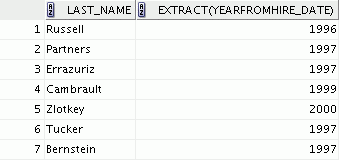 LAST_NAME EXTRACT(YEARFROMHIRE_DATE)
1 Russell 1996
2 Partners 1997
3 Errazuriz 1997
4 Cambrault 1999
5 Zlotkey 2000
6 Tucker 1997
7 Bernstein 1997